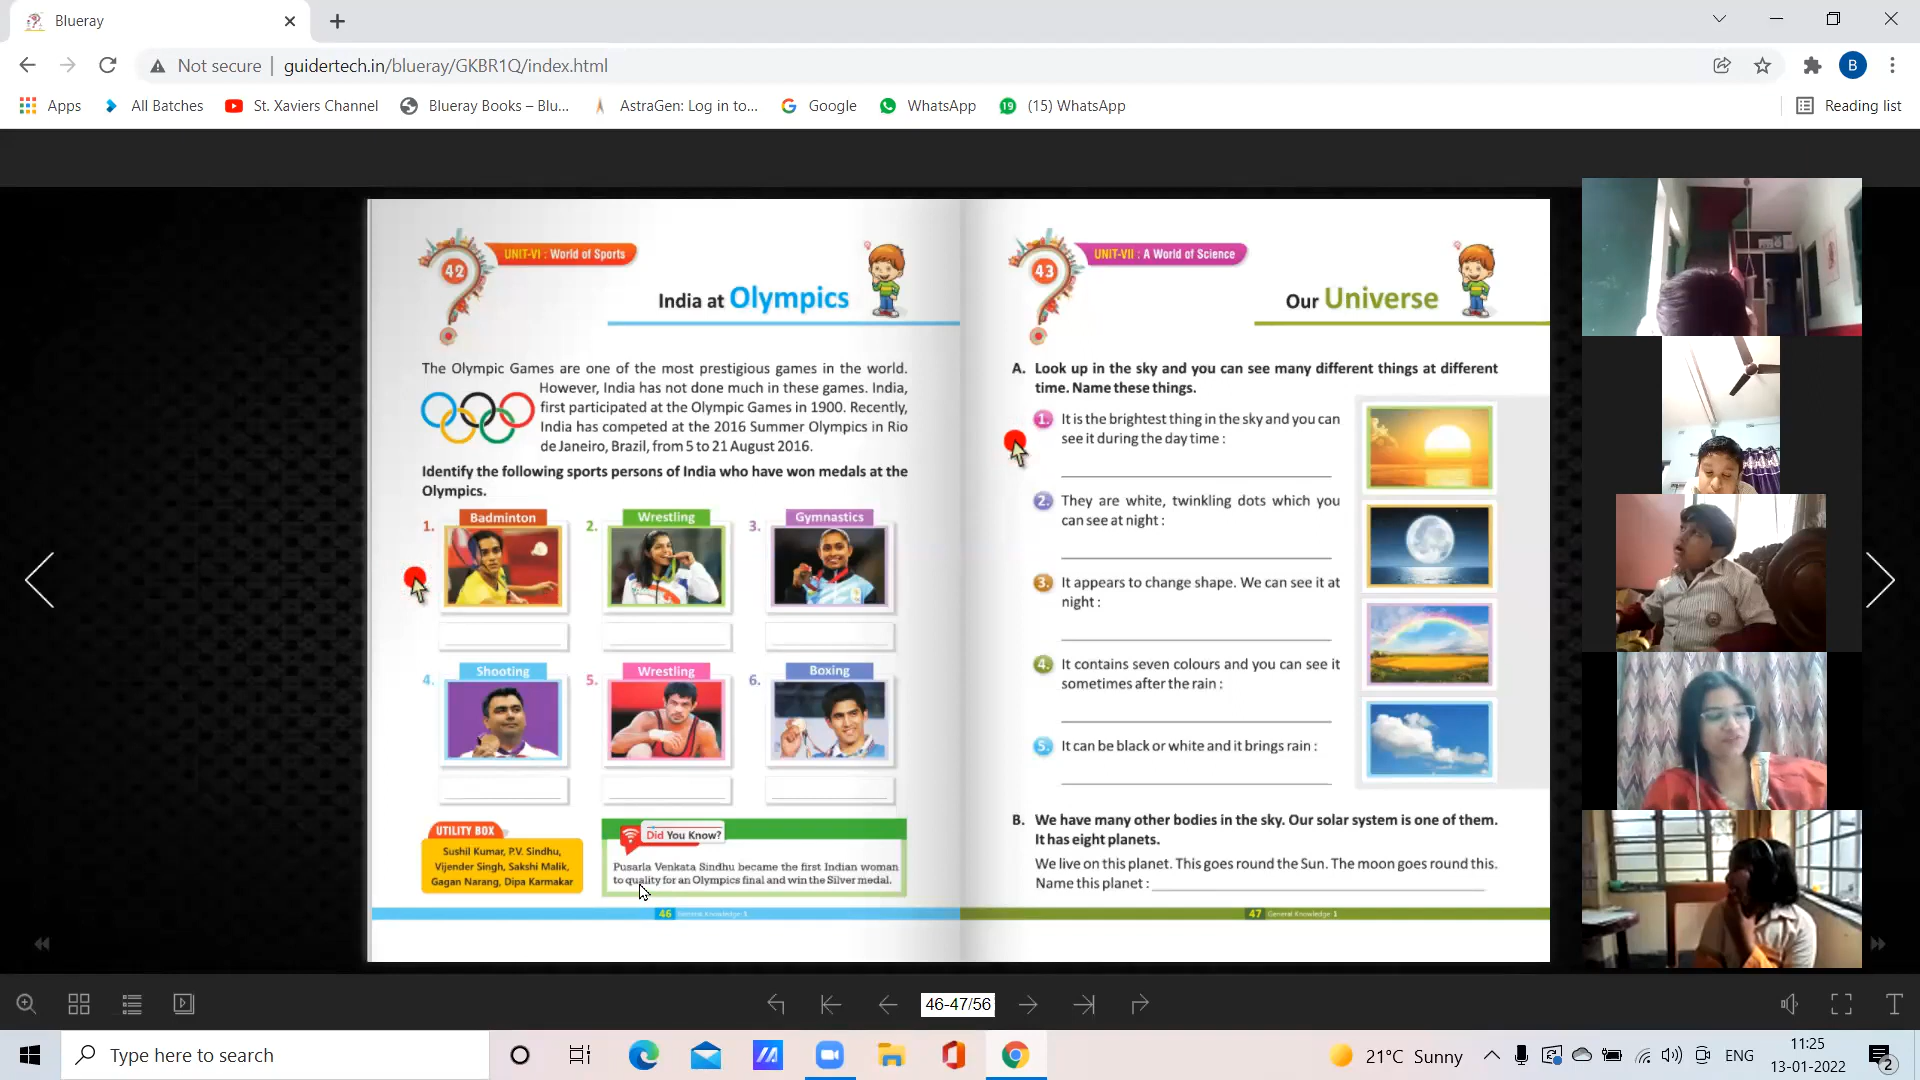 Blueray
Not secure
guidertech.in/blueray/GKBR1Q/index.html
B
Apps
All Batches
St. Xaviers Channel
Blueray Books – Blu...
AstraGen: Log in to...
Google
WhatsApp
19
(15) WhatsApp
Reading list
42
UNIT-VI : World of Sports
India at Olympics
The Olympic Games are one of the most prestigious games in the world.
However, India has not done much in these games. India,
first participated at the Olympic Games in 1900. Recently,
India has competed at the 2016 Summer Olympics in Rio
de Janeiro, Brazil, from 5 to 21 August 2016.
Identify the following sports persons of India who have won medals at the
Olympics.
1. Badminton
2. Wrestling
3. Gymnastics
4. Shooting
5. Wrestling
6. Boxing
UTILITY BOX
Sushil Kumar, P.V. Sindhu,
Vijender Singh, Sakshi Malik,
Gagan Narang, Dipa Karmakar
Did You Know?
Pusarla Venkata Sindhu became the first Indian woman
to quality for an Olympics final and win the Silver medal.
46 General Knowledge 1
43
UNIT-VII : A World of Science
Our Universe
A. Look up in the sky and you can see many different things at different
time. Name these things.
1. It is the brightest thing in the sky and you can
see it during the day time :
2. They are white, twinkling dots which you
can see at night :
3. It appears to change shape. We can see it at
night :
4. It contains seven colours and you can see it
sometimes after the rain :
5. It can be black or white and it brings rain :
B. We have many other bodies in the sky. Our solar system is one of them.
It has eight planets.
We live on this planet. This goes round the Sun. The moon goes round this.
Name this planet :
47 General Knowledge 1
46-47/56
Type here to search
21°C Sunny
ENG
11:25
13-01-2022
2